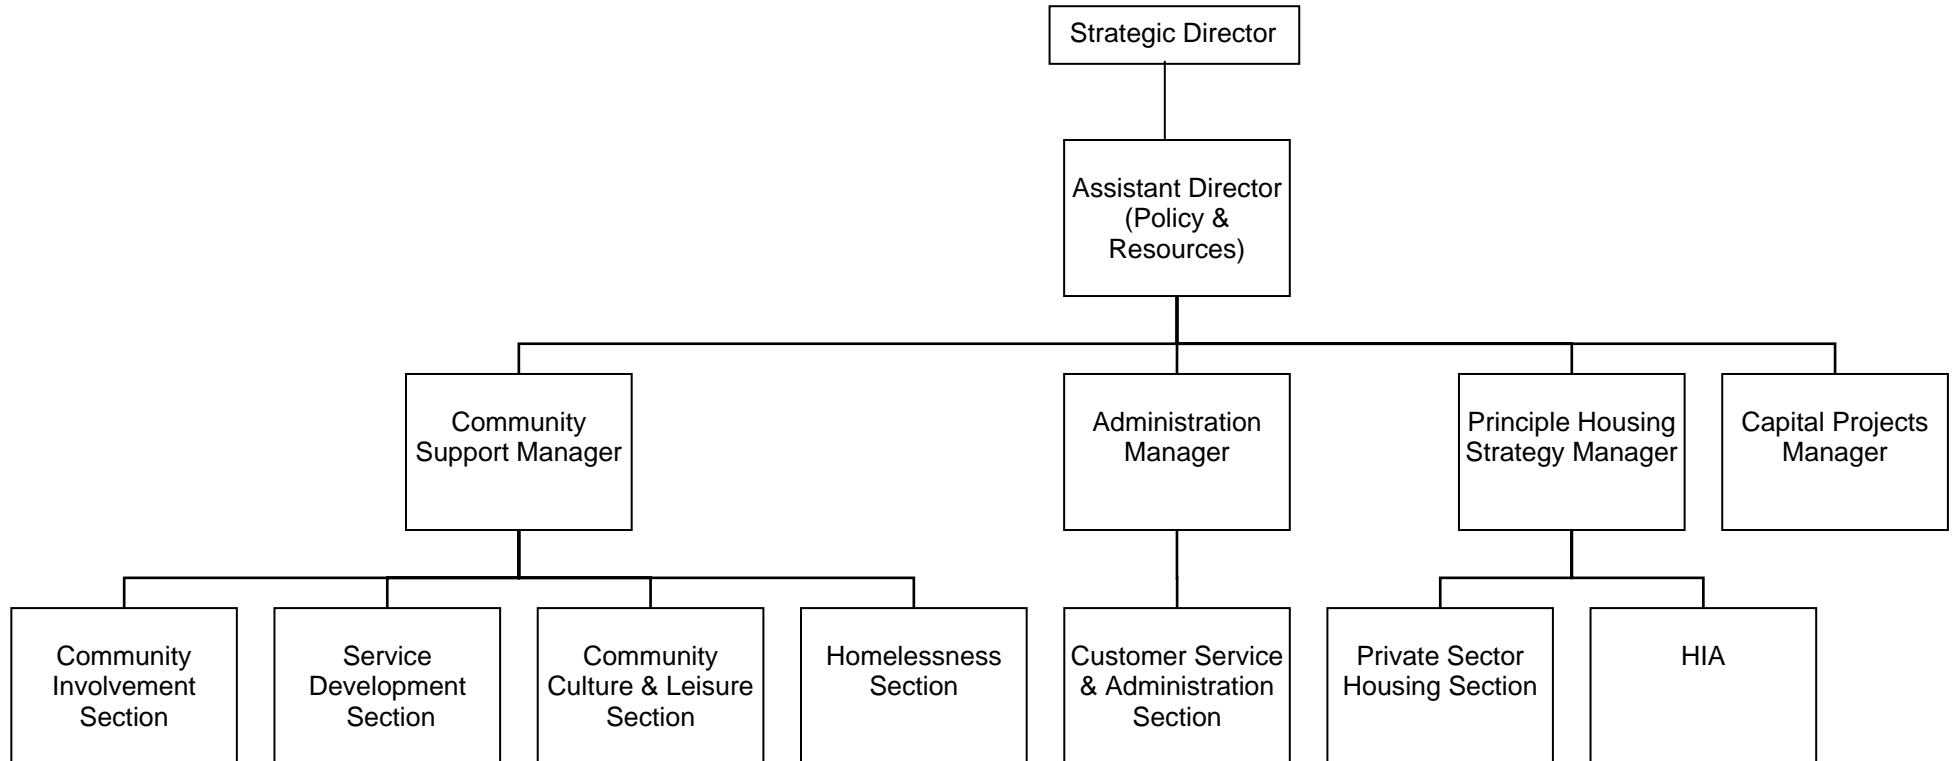 Strategic Director
Assistant Director
(Policy &
Resources)
Community
Support Manager
Administration
Manager
Principle Housing
Strategy Manager
Capital Projects
Manager
Community
Involvement
Section
Service
Development
Section
Community
Culture & Leisure
Section
Homelessness
Section
Customer Service
& Administration
Section
Private Sector
Housing Section
HIA